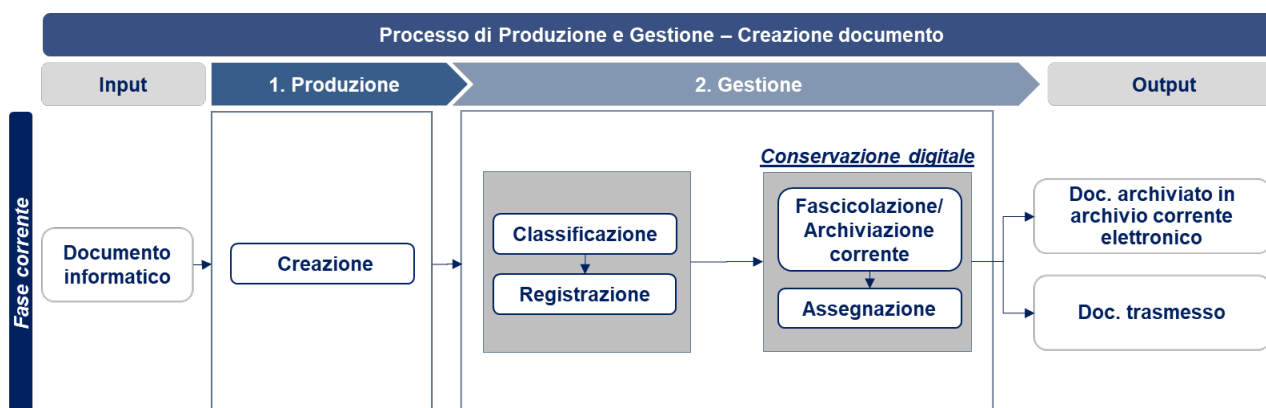 Processo di Produzione e Gestione – Creazione documento
Input
1. Produzione
2. Gestione
Output
Fase corrente
Documento
informatico
Creazione
Classificazione
Registrazione
Conservazione digitale
Fascicolazione/
Archiviazione
corrente
Assegnazione
Doc. archiviato in
archivio corrente
elettronico
Doc. trasmesso